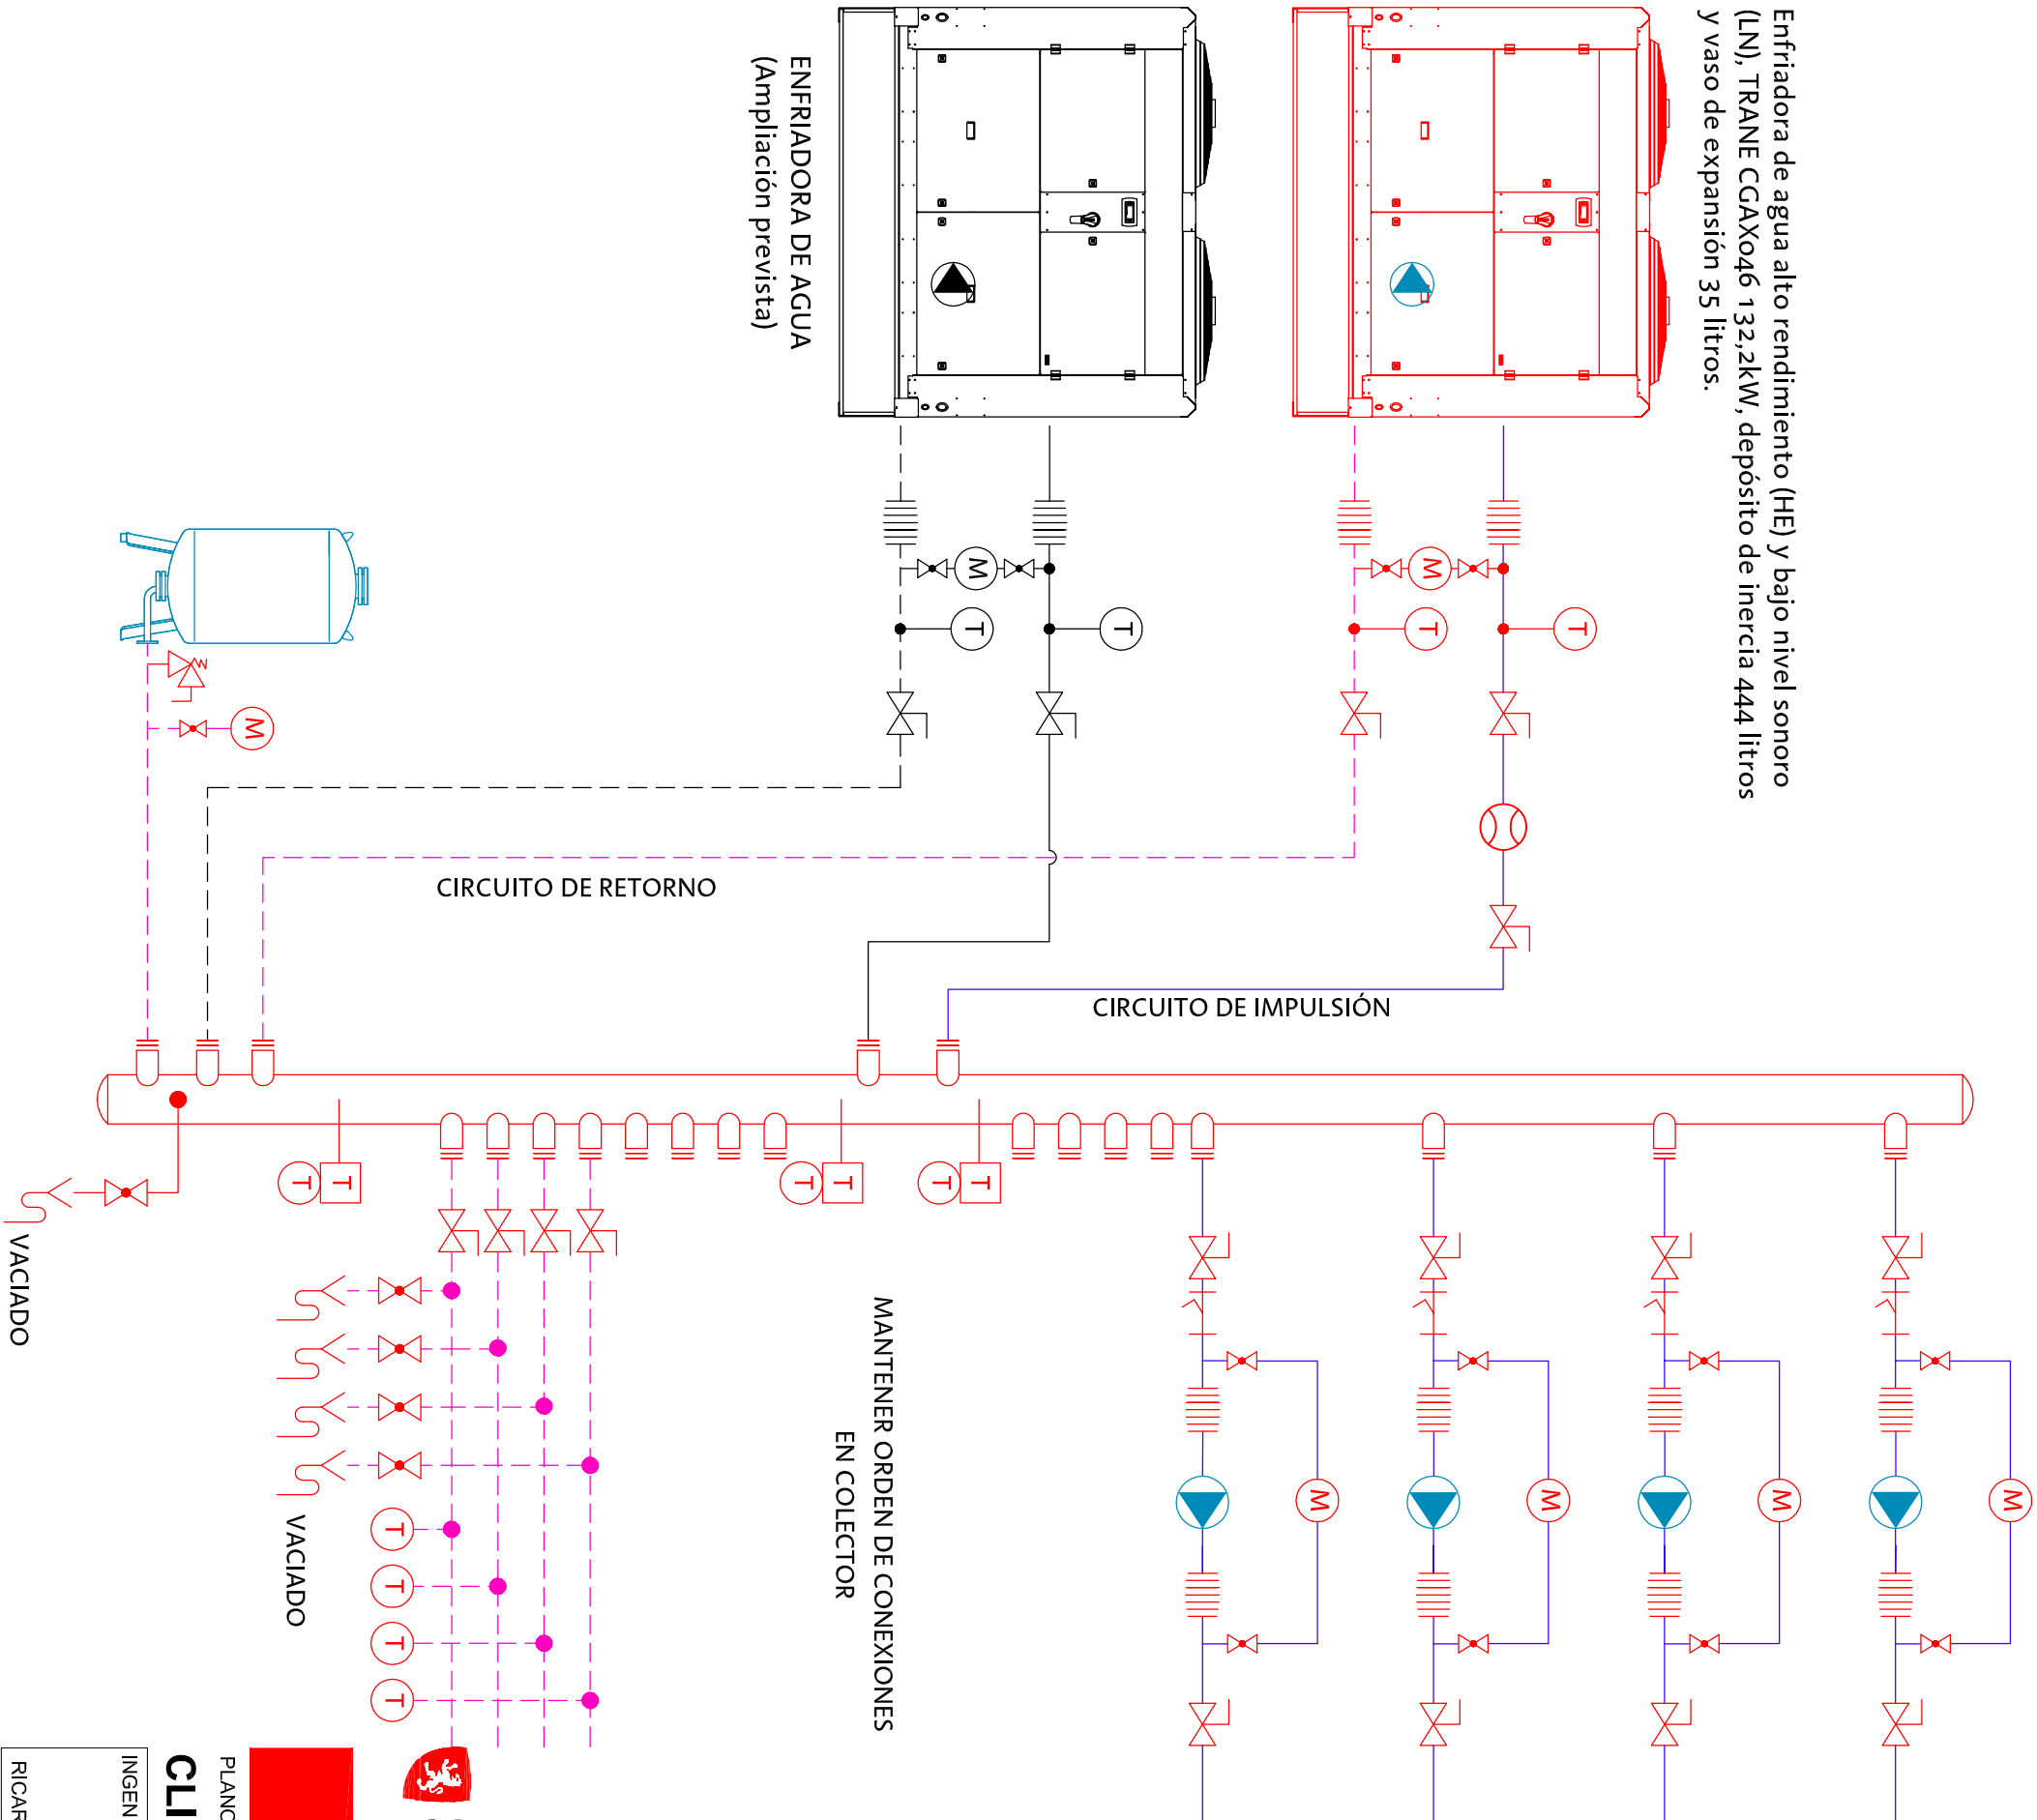 Enfriadora de agua alto rendimiento (HE) y bajo nivel sonoro
(LN), TRANE CGAX046 132,2kW, depósito de inercia 444 litros
y vaso de expansión 35 litros.
ENFRIADORA DE AGUA
(Ampliación prevista)
M
T
T
M
T
T
M
CIRCUITO DE RETORNO
CIRCUITO DE IMPULSIÓN
T
T
T
T
T
T
VACIADO
MANTENER ORDEN DE CONEXIONES
EN COLECTOR
M
M
M
M
VACIADO
T
T
T
T
PLANO
CLI
INGEN
RICAR